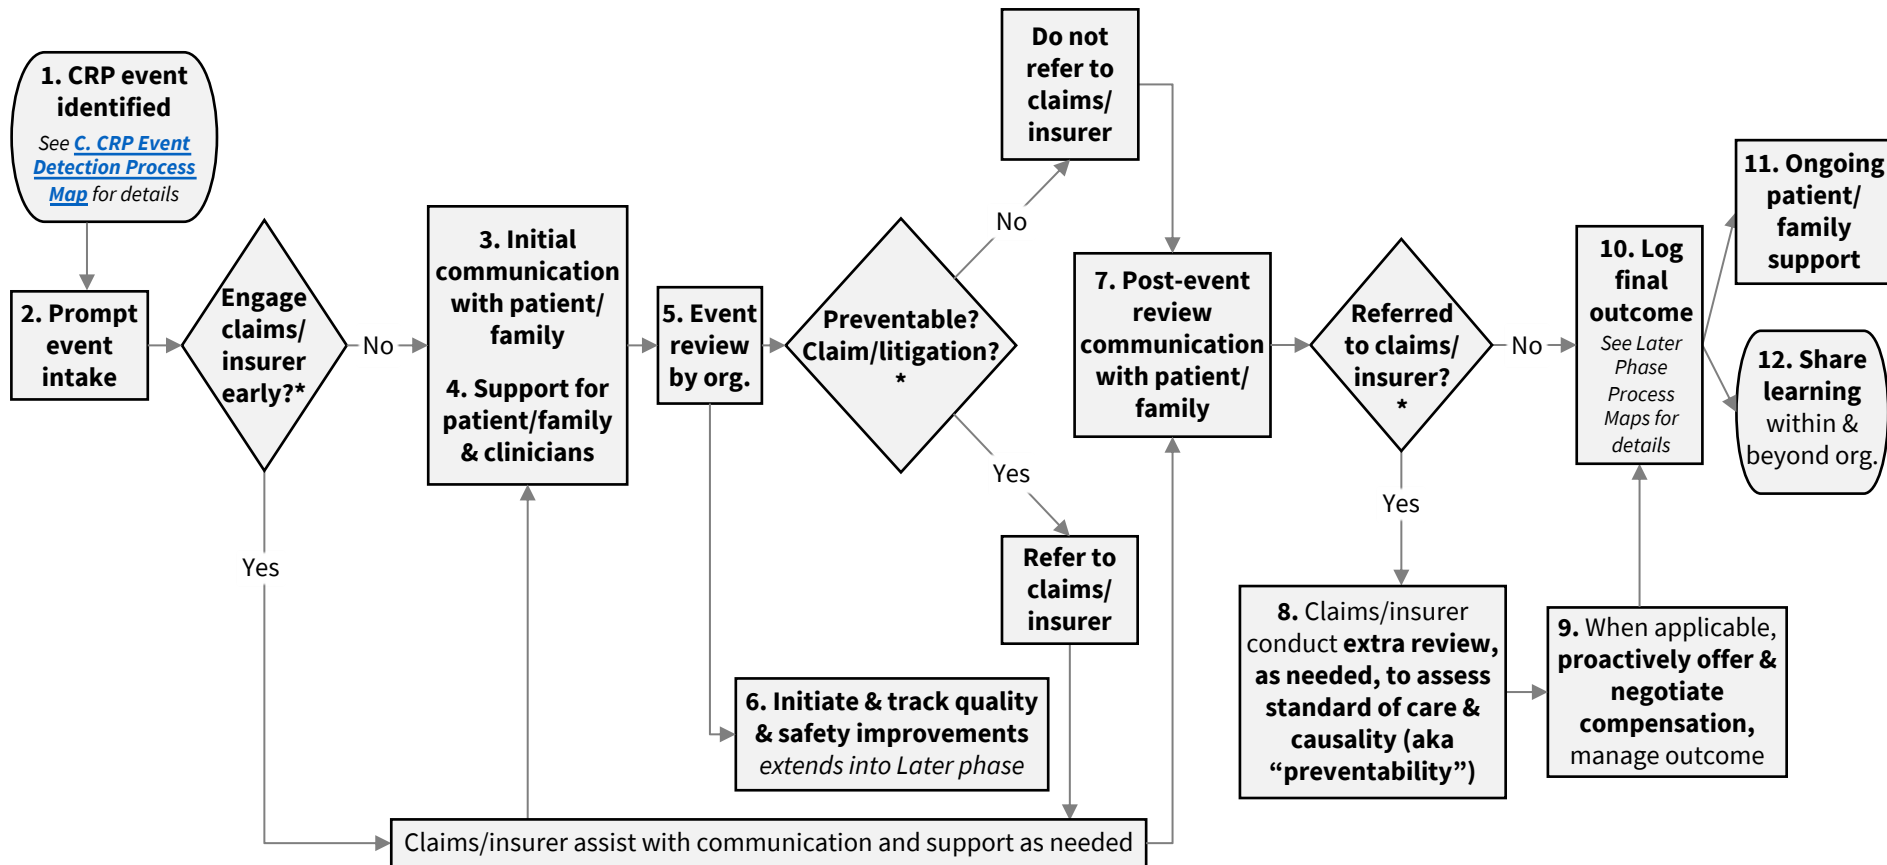 1. CRP event
identified
See C. CRP Event
Detection Process
Map for details
2. Prompt
event
intake
Engage
claims/
insurer
early?*
No
Yes
3. Initial
communication
with patient/
family
4. Support for
patient/family
& clinicians
5. Event
review
by org.
Preventable?
Claim/litigation?
*
No
Do not
refer to
claims/
insurer
Yes
Refer to
claims/
insurer
6. Initiate & track quality
& safety improvements
extends into Later phase
Claims/insurer assist with communication and support as needed
7. Post-event
review
communication
with patient/
family
Referred
to claims/
insurer?
*
No
Yes
8. Claims/insurer
conduct extra review,
as needed, to assess
standard of care &
causality (aka
“preventability”)
9. When applicable,
proactively offer &
negotiate
compensation,
manage outcome
10. Log
final
outcome
See Later
Phase
Process
Maps for
details
11. Ongoing
patient/
family
support
12. Share
learning
within &
beyond org.